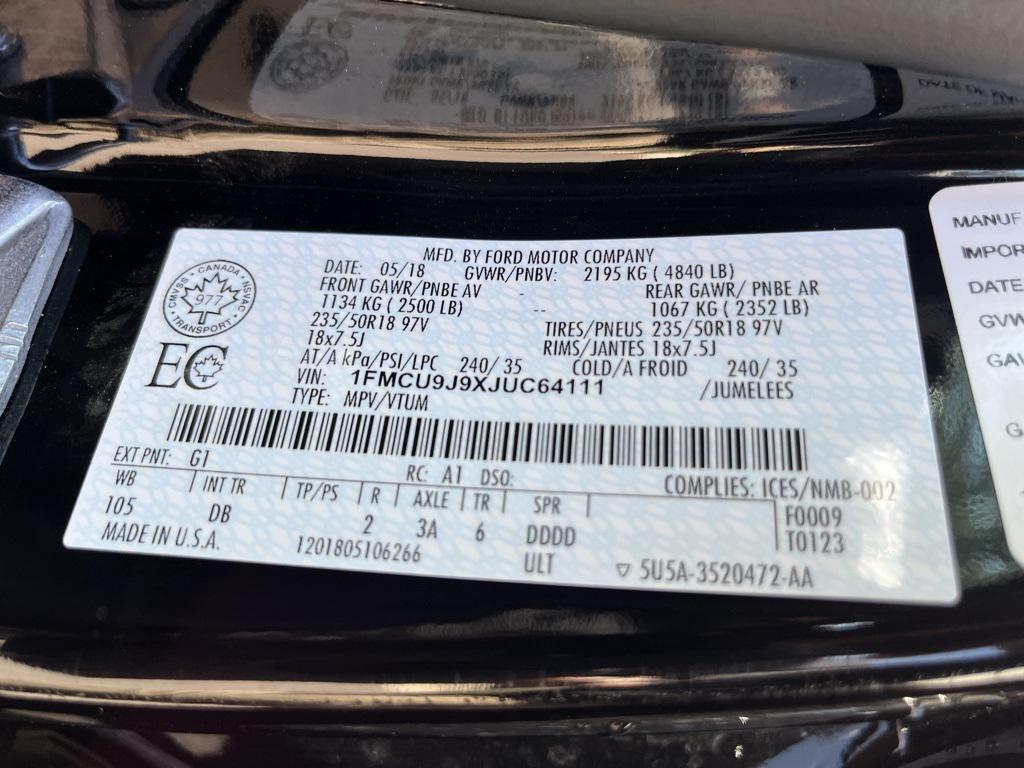 MFD. BY FORD MOTOR COMPANY
DATE: 05/18 GVWR/PNBV: 2195 KG ( 4840 LB)
FRONT GAWR/PNBE AV - REAR GAWR/ PNBE AR
1134 KG ( 2500 LB) -- 1067 KG ( 2352 LB)
235/50R18 97V TIRES/PNEUS 235/50R18 97V
18x7.5J RIMS/JANTES 18x7.5J
AT/A kPa/PSI/LPC 240/ 35 COLD/A FROID 240/ 35
VIN: 1FMCU9J9XJUC64111 /JUMELEES
TYPE: MPV/VTUM
CANADA
CMVSS NSVAC
977
TRANSPORT
EC
EXT PNT: G1 RC: A1 DSO: COMPLIES: ICES/NMB-002
WB INT TR TP/PS R AXLE TR SPR F0009
105 DB 2 3A 6 DDDD T0123
MADE IN U.S.A. 1201805106266 ULT ▽ 5U5A-3520472-AA
MANUF
IMPOR
DATE
GVW